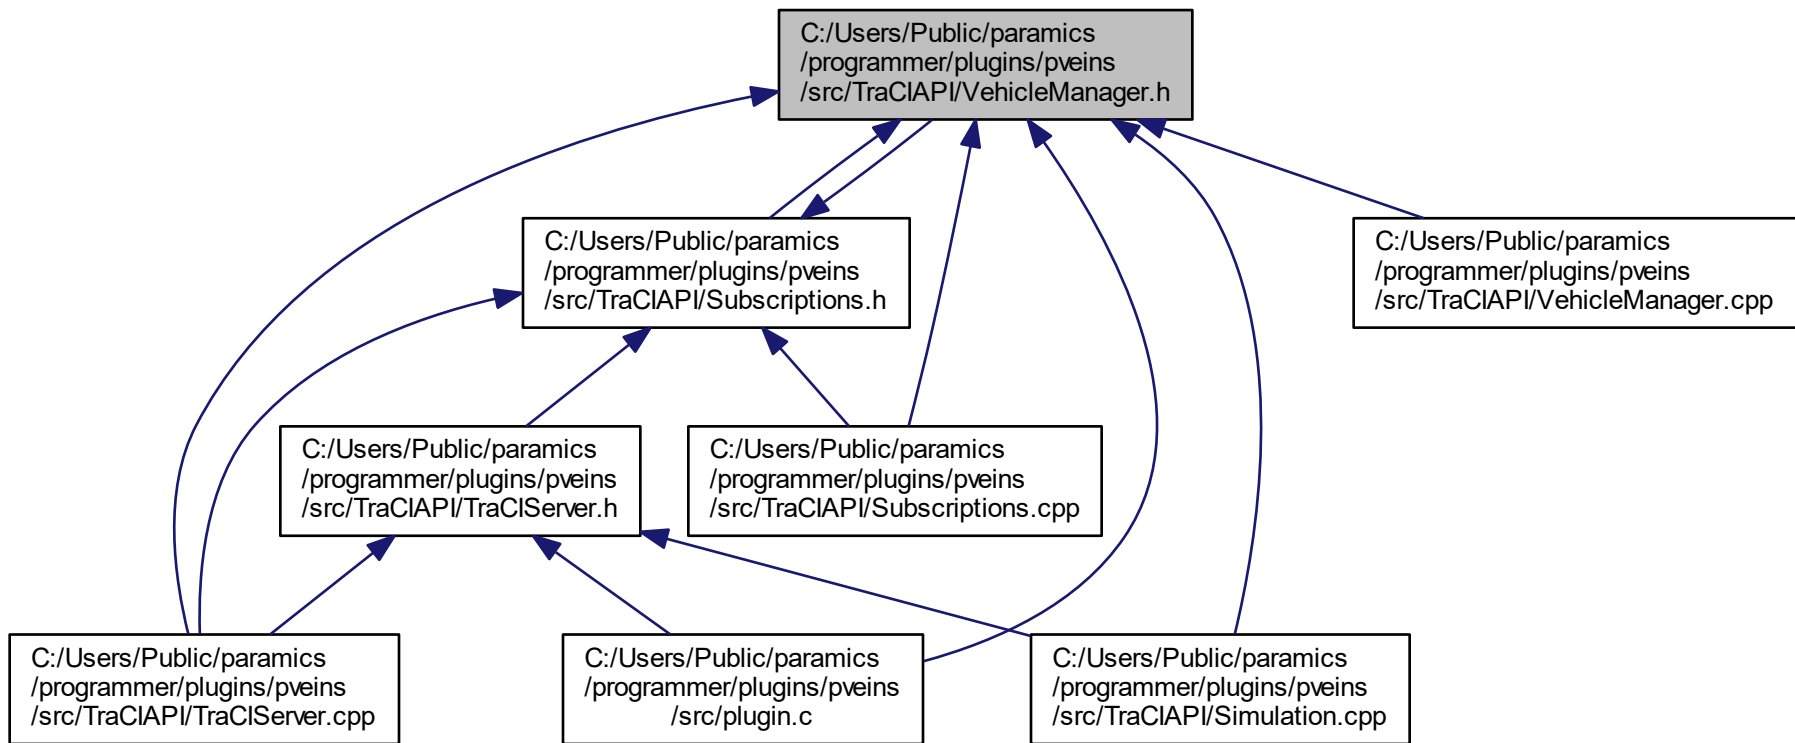 C:/Users/Public/paramics
/programmer/plugins/pveins
/src/TraCIAPI/VehicleManager.h
C:/Users/Public/paramics
/programmer/plugins/pveins
/src/TraCIAPI/Subscriptions.h
C:/Users/Public/paramics
/programmer/plugins/pveins
/src/TraCIAPI/VehicleManager.cpp
C:/Users/Public/paramics
/programmer/plugins/pveins
/src/TraCIAPI/TraCIServer.h
C:/Users/Public/paramics
/programmer/plugins/pveins
/src/TraCIAPI/Subscriptions.cpp
C:/Users/Public/paramics
/programmer/plugins/pveins
/src/TraCIAPI/TraCIServer.cpp
C:/Users/Public/paramics
/programmer/plugins/pveins
/src/plugin.c
C:/Users/Public/paramics
/programmer/plugins/pveins
/src/TraCIAPI/Simulation.cpp